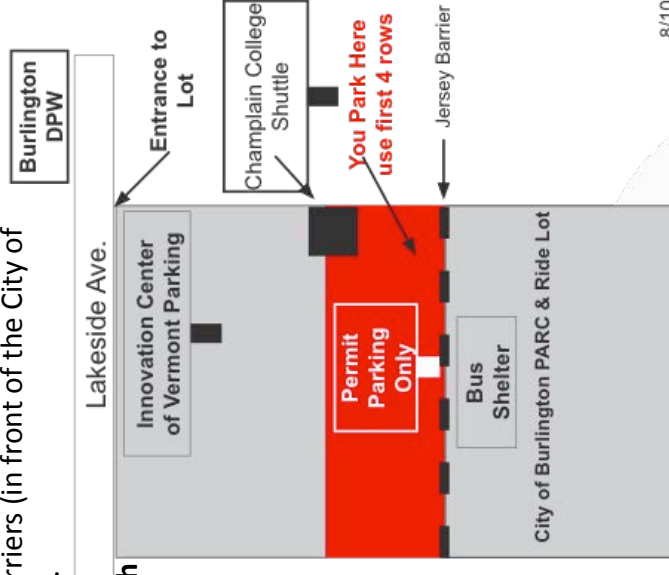 rriers (in front of the City of
.
h
Burlington
DPW
Lakeside Ave.
Entrance to
Lot
Innovation Center
of Vermont Parking
Champlain College
Shuttle
You Park Here
use first 4 rows
Permit
Parking
Only
Jersey Barrier
Bus
Shelter
City of Burlington PARC & Ride Lot
8/10